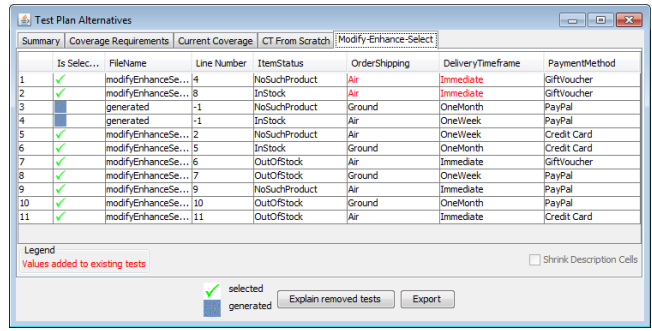 Test Plan Alternatives
Summary Coverage Requirements Current Coverage CT From Scratch Modify-Enhance-Select
Is Selec... FileName Line Number ItemStatus OrderShipping DeliveryTimeframe PaymentMethod
1 modifyEnhanceSe... 4 NoSuchProduct Air Immediate GiftVoucher
2 modifyEnhanceSe... 8 InStock Air Immediate GiftVoucher
3 generated -1 NoSuchProduct Ground OneMonth PayPal
4 generated -1 InStock Air OneWeek PayPal
5 modifyEnhanceSe... 2 NoSuchProduct Air OneWeek Credit Card
6 modifyEnhanceSe... 5 InStock Ground OneMonth Credit Card
7 modifyEnhanceSe... 6 OutOfStock Air Immediate GiftVoucher
8 modifyEnhanceSe... 7 OutOfStock Ground OneWeek PayPal
9 modifyEnhanceSe... 9 NoSuchProduct Air Immediate PayPal
10 modifyEnhanceSe... 10 OutOfStock Ground OneMonth PayPal
11 modifyEnhanceSe... 11 OutOfStock Air Immediate Credit Card
Legend
Values added to existing tests
Shrink Description Cells
selected
generated
Explain removed tests
Export